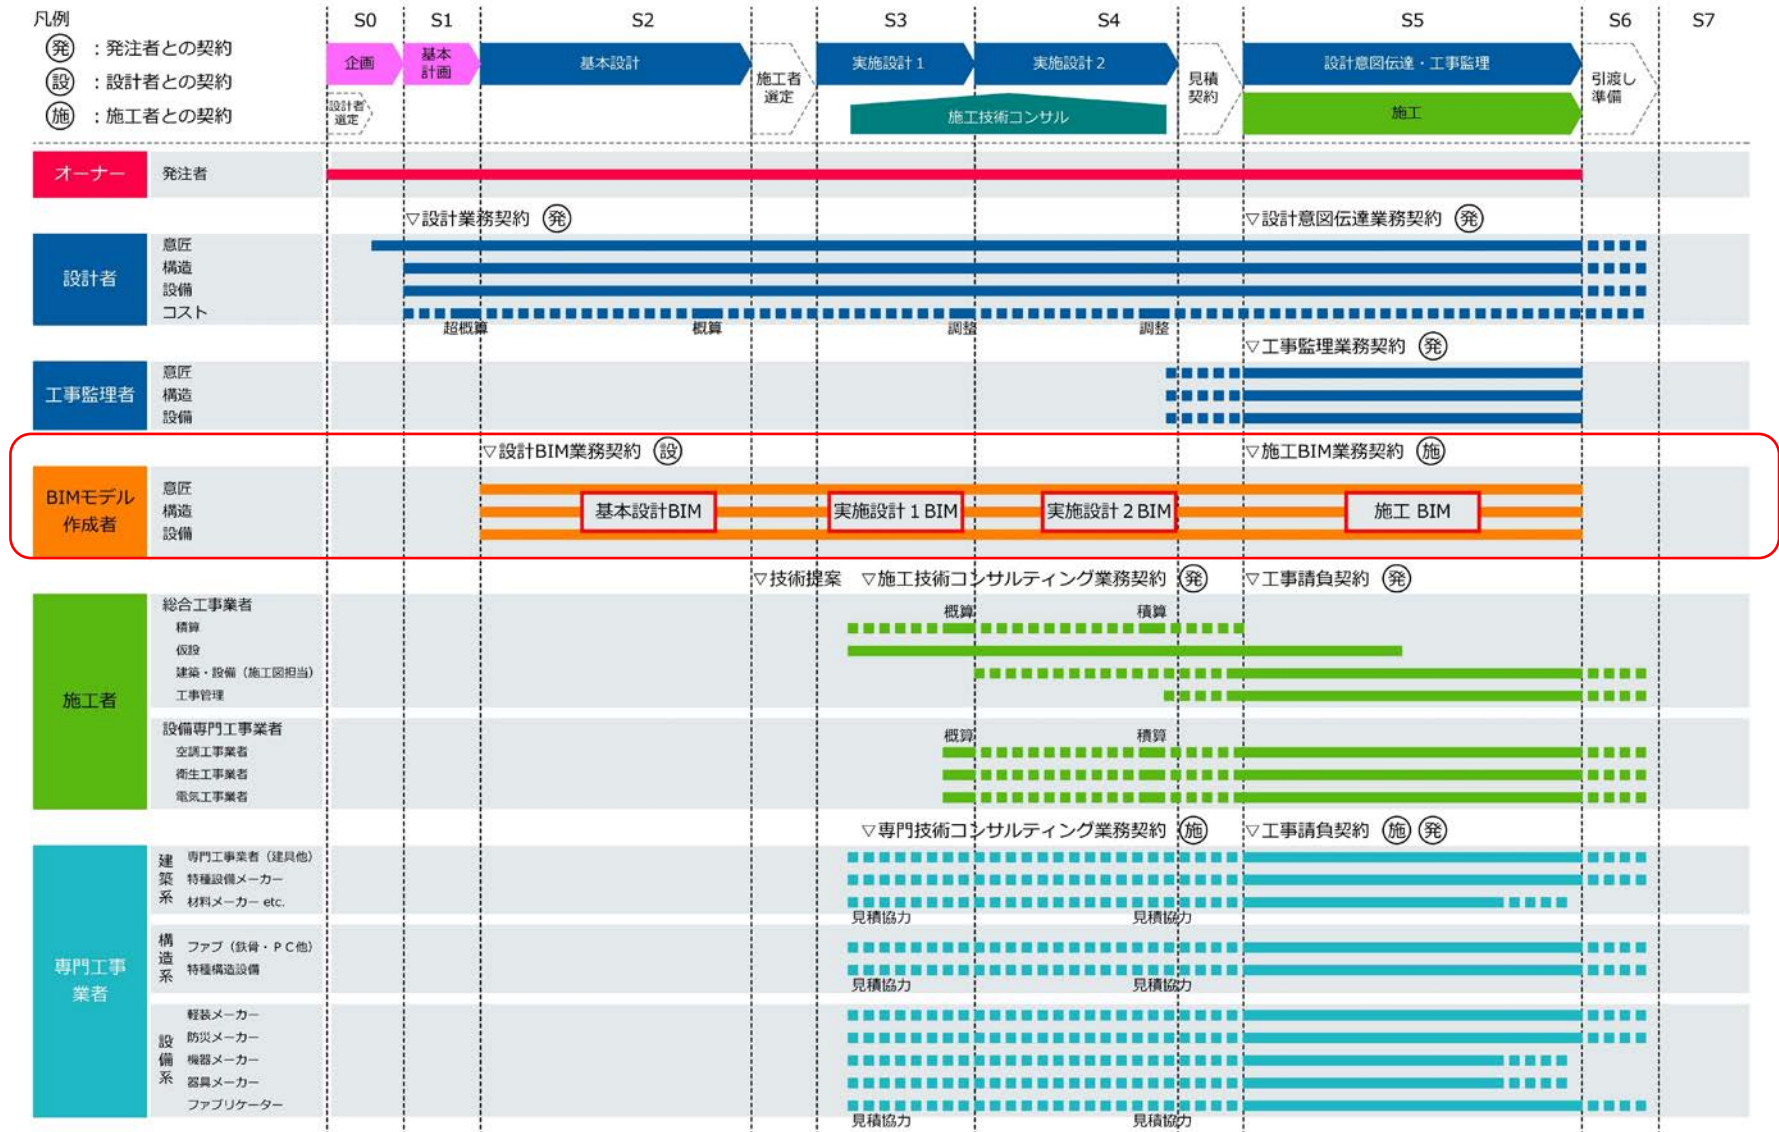 凡例
発 ：発注者との契約
設 ：設計者との契約
施 ：施工者との契約
S0 S1 S2 S3 S4 S5 S6 S7
企画
基本
計画
基本設計
施工者
選定
実施設計１
実施設計２
見積
契約
設計意図伝達・工事監理
引渡し
準備
設計者
選定
施工技術コンサル
施工
オーナー
発注者
▽設計業務契約 発
▽設計意図伝達業務契約 発
設計者
意匠
構造
設備
コスト
超概算 概算 調整 調整
▽工事監理業務契約 発
工事監理者
意匠
構造
設備
▽設計BIM業務契約 設
▽施工BIM業務契約 施
BIMモデル
作成者
意匠
構造
設備
基本設計BIM
実施設計１BIM
実施設計２BIM
施工 BIM
▽技術提案 ▽施工技術コンサルティング業務契約 発
▽工事請負契約 発
施工者
総合工事業者
概算 積算
積算
仮設
建築・設備（施工図担当）
工事管理
設備専門工事業者
概算 積算
空調工事業者
衛生工事業者
電気工事業者
▽専門技術コンサルティング業務契約 施
▽工事請負契約 施 発
専門工事
業者
建築系
専門工事業者（建具他）
特種設備メーカー
材料メーカー etc.
見積協力 見積協力
構造系
ファブ（鉄骨・ＰＣ他）
特種構造設備
見積協力 見積協力
設備系
軽装メーカー
防災メーカー
機器メーカー
器具メーカー
ファブリケーター
見積協力 見積協力